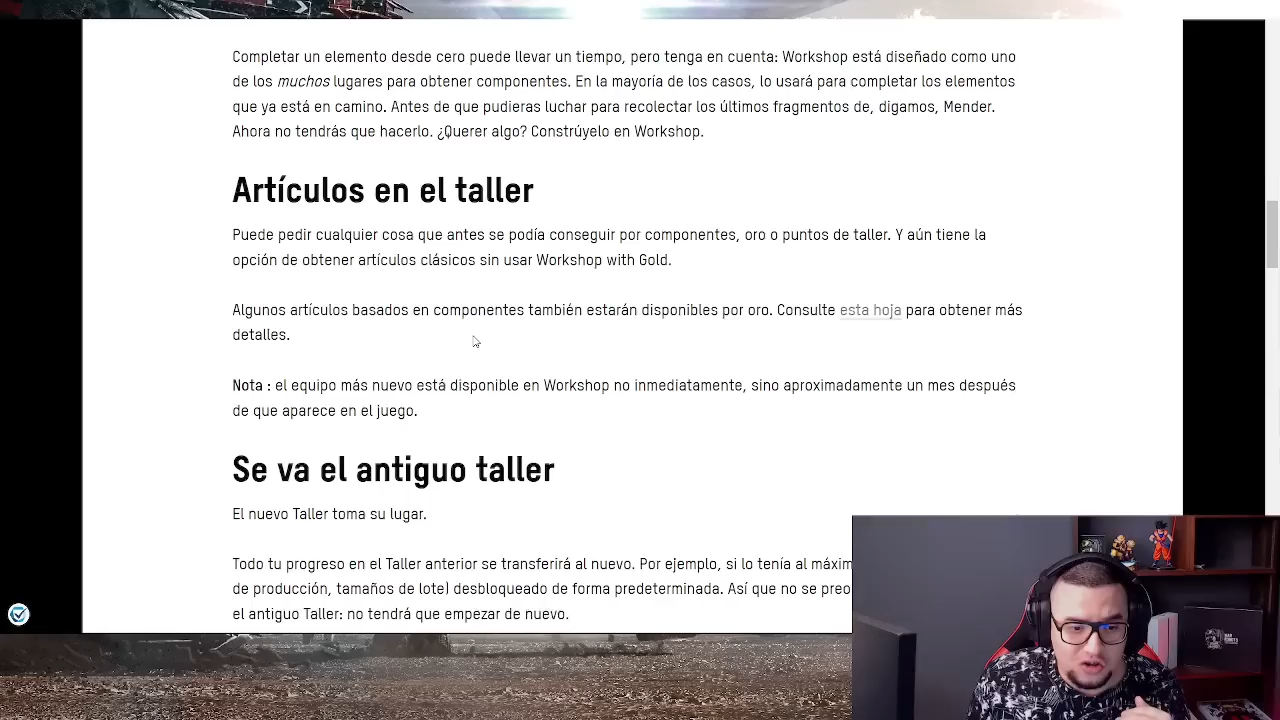 Completar un elemento desde cero puede llevar un tiempo, pero tenga en cuenta: Workshop está diseñado como uno
de los muchos lugares para obtener componentes. En la mayoría de los casos, lo usará para completar los elementos
que ya está en camino. Antes de que pudieras luchar para recolectar los últimos fragmentos de, digamos, Mender.
Ahora no tendrás que hacerlo. ¿Querer algo? Constrúyelo en Workshop.
Artículos en el taller
Puede pedir cualquier cosa que antes se podía conseguir por componentes, oro o puntos de taller. Y aún tiene la
opción de obtener artículos clásicos sin usar Workshop with Gold.
Algunos artículos basados en componentes también estarán disponibles por oro. Consulte esta hoja para obtener más
detalles.
Nota : el equipo más nuevo está disponible en Workshop no inmediatamente, sino aproximadamente un mes después
de que aparece en el juego.
Se va el antiguo taller
El nuevo Taller toma su lugar.
Todo tu progreso en el Taller anterior se transferirá al nuevo. Por ejemplo, si lo tenía al máxim
de producción, tamaños de lote) desbloqueado de forma predeterminada. Así que no se preo
el antiguo Taller: no tendrá que empezar de nuevo.